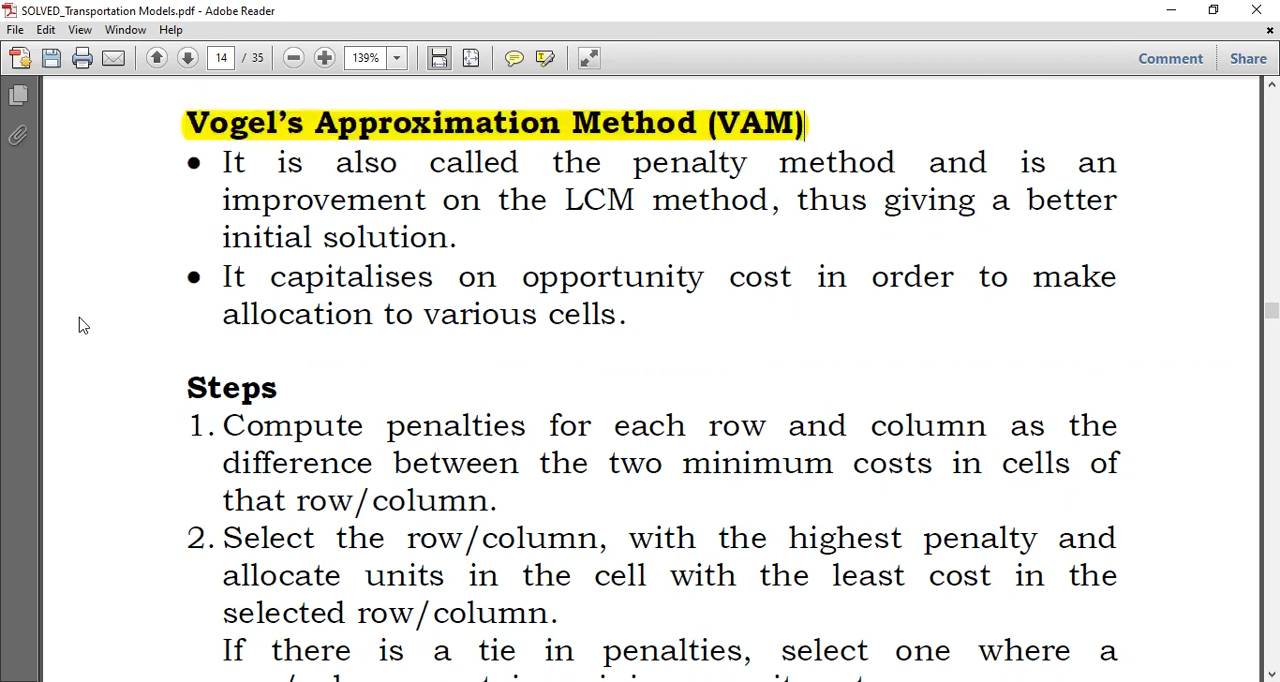 SOLVED_Transportation Models.pdf - Adobe Reader
File Edit View Window Help
14 / 35 139% Comment Share
Vogel’s Approximation Method (VAM)
● It is also called the penalty method and is an
improvement on the LCM method, thus giving a better
initial solution.
● It capitalises on opportunity cost in order to make
allocation to various cells.
Steps
1. Compute penalties for each row and column as the
difference between the two minimum costs in cells of
that row/column.
2. Select the row/column, with the highest penalty and
allocate units in the cell with the least cost in the
selected row/column.
If there is a tie in penalties, select one where a